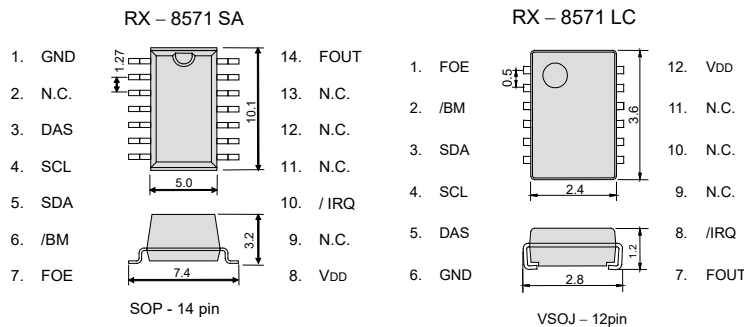 RX – 8571 SA
1. GND
2. N.C.
3. DAS
4. SCL
5. SDA
6. /BM
7. FOE
1.27
10.1
5.0
3.2
7.4
14. FOUT
13. N.C.
12. N.C.
11. N.C.
10. / IRQ
9. N.C.
8. VDD
SOP - 14 pin
RX – 8571 LC
1. FOE
2. /BM
3. SDA
4. SCL
5. DAS
6. GND
0.5
3.6
2.4
1.2
2.8
12. VDD
11. N.C.
10. N.C.
9. N.C.
8. /IRQ
7. FOUT
VSOJ – 12pin